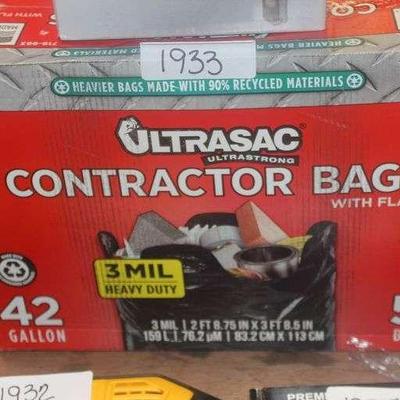 1933
HEAVIER BAGS MADE WITH 90% RECYCLED MATERIALS
ULTRASAC
ULTRASTRONG
CONTRACTOR BAG
WITH FLA
3 MIL
HEAVY DUTY
42
GALLON
3 MIL | 2 FT 8.75 IN X 3 FT 8.5 IN
159 L | 76.2 µM | 83.2 CM X 113 CM
1932